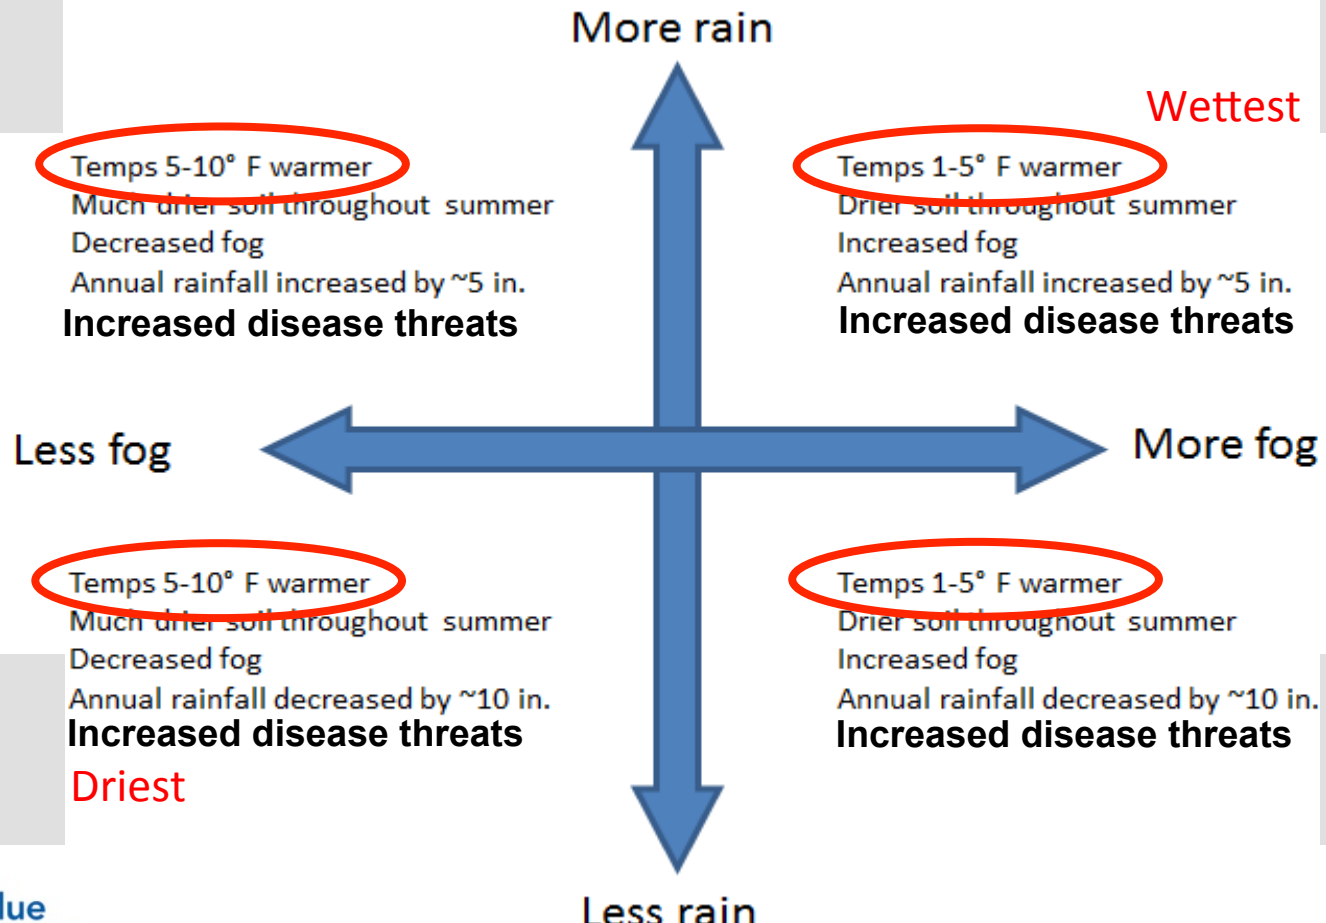 More rain
Wettest
Temps 5-10° F warmer
Much drier soil throughout summer
Decreased fog
Annual rainfall increased by ~5 in.
Increased disease threats
Temps 1-5° F warmer
Drier soil throughout summer
Increased fog
Annual rainfall increased by ~5 in.
Increased disease threats
Less fog
More fog
Temps 5-10° F warmer
Much drier soil throughout summer
Decreased fog
Annual rainfall decreased by ~10 in.
Increased disease threats
Driest
Temps 1-5° F warmer
Drier soil throughout summer
Increased fog
Annual rainfall decreased by ~10 in.
Increased disease threats
Less rain